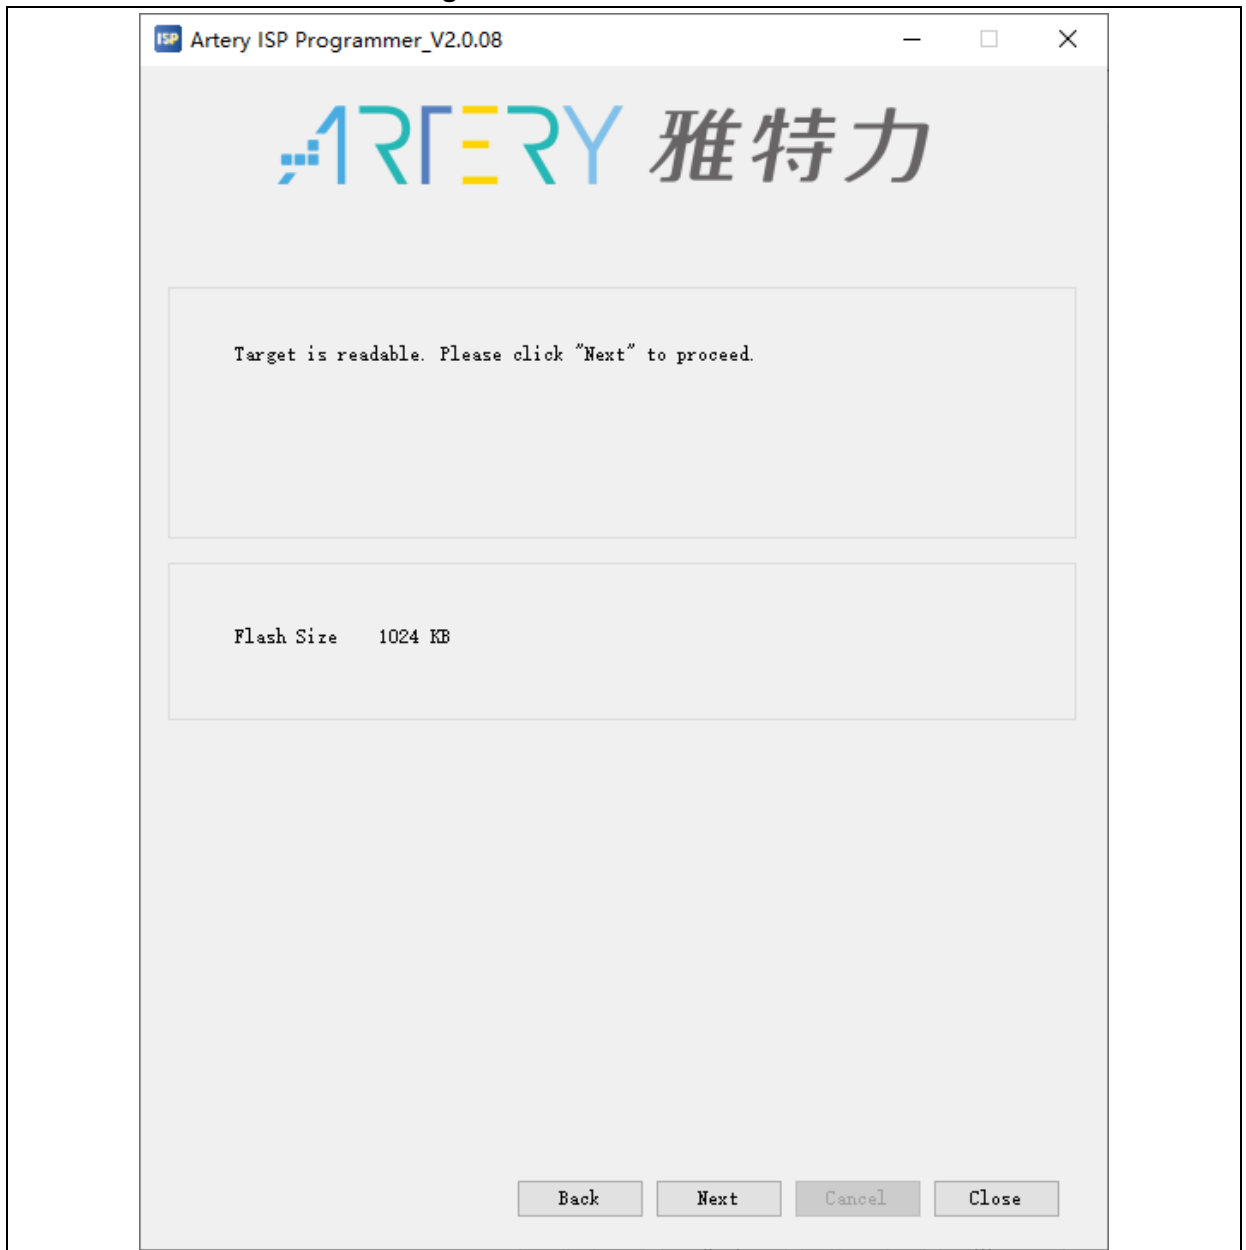 ISP Artery ISP Programmer_V2.0.08
ARTERY 雅特力
Target is readable. Please click "Next" to proceed.
Flash Size 1024 KB
Back Next Cancel Close